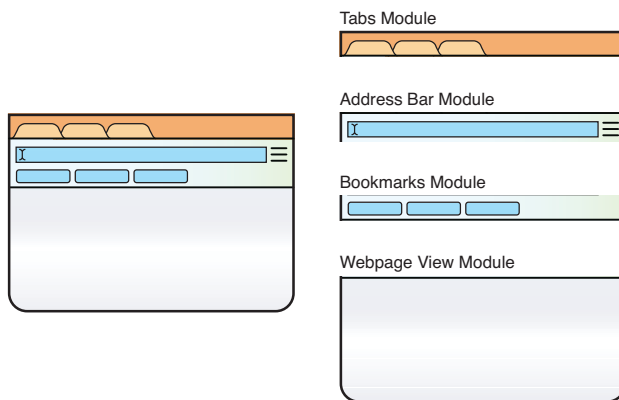 Tabs Module
Address Bar Module
Bookmarks Module
Webpage View Module